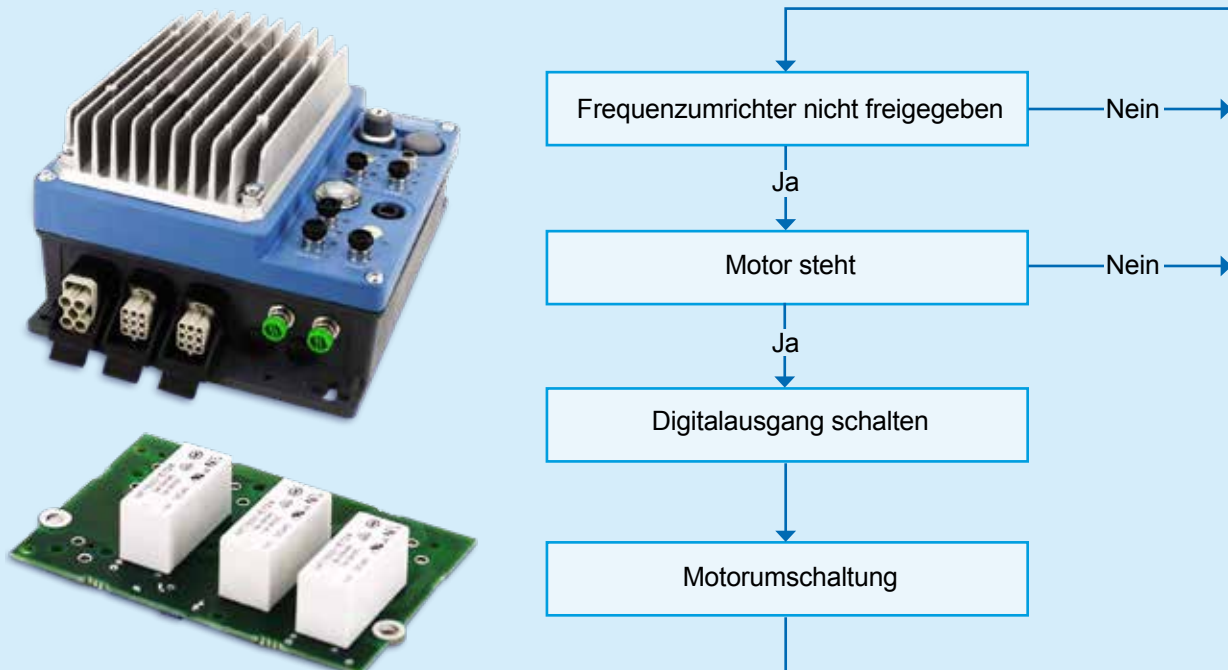 Frequenzumrichter nicht freigegeben
Nein
Ja
Motor steht
Nein
Ja
Digitalausgang schalten
Motorumschaltung